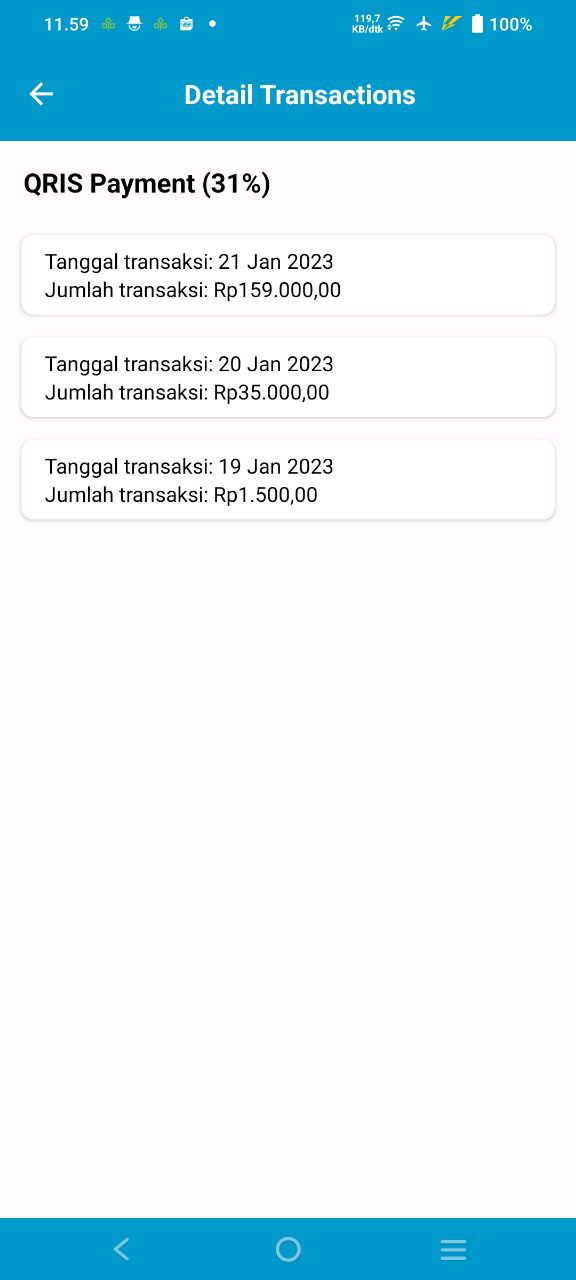 11.59
119,7
KB/dtk
100%
Detail Transactions
QRIS Payment (31%)
Tanggal transaksi: 21 Jan 2023
Jumlah transaksi: Rp159.000,00
Tanggal transaksi: 20 Jan 2023
Jumlah transaksi: Rp35.000,00
Tanggal transaksi: 19 Jan 2023
Jumlah transaksi: Rp1.500,00